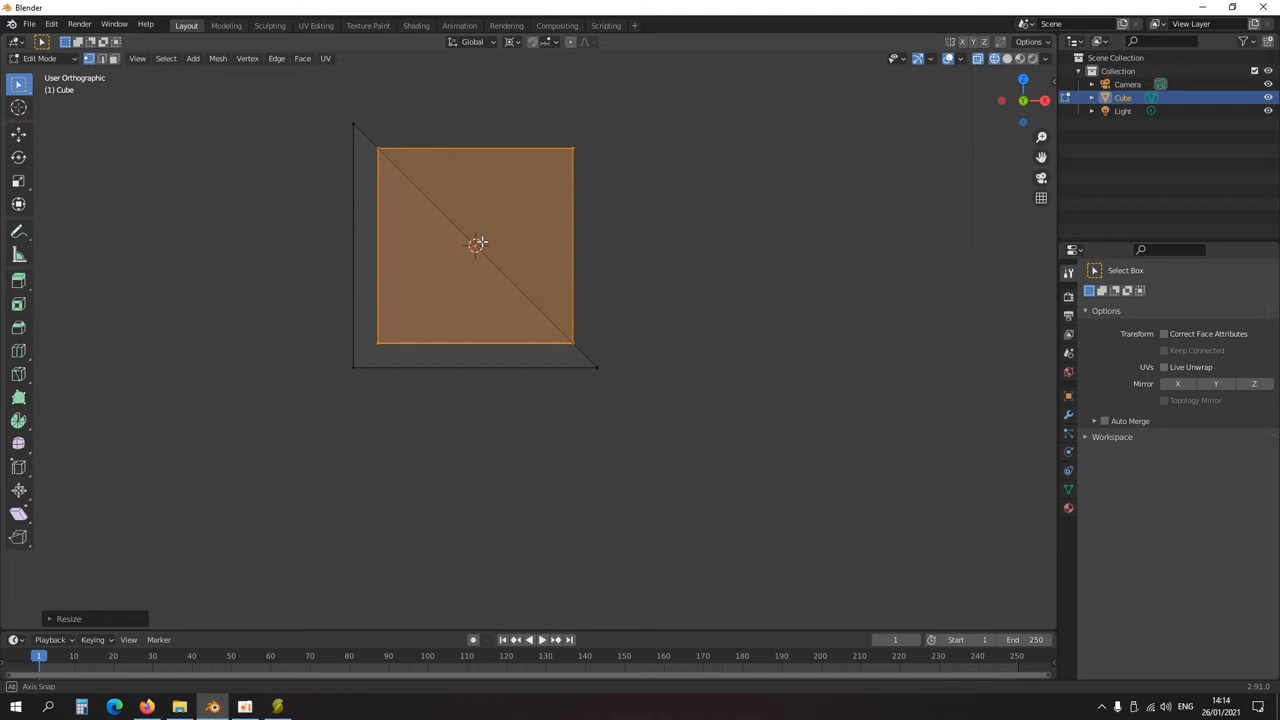 Blender
File Edit Render Window Help Layout Modeling Sculpting UV Editing Texture Paint Shading Animation Rendering Compositing Scripting + Scene View Layer
Global X Y Z Options
Edit Mode View Select Add Mesh Vertex Edge Face UV
User Orthographic
(1) Cube
Scene Collection
Collection
Camera
Cube
Light
Z
Y
X
Select Box
Options
Transform Correct Face Attributes
Keep Connected
UVs Live Unwrap
Mirror X Y Z
Topology Mirror
Auto Merge
Workspace
Resize
Playback Keying View Marker 1 Start 1 End 250
1 10 20 30 40 50 60 70 80 90 100 110 120 130 140 150 160 170 180 190 200 210 220 230 240 250
Alt Axis Snap 2.91.0
ENG
14:14
26/01/2021